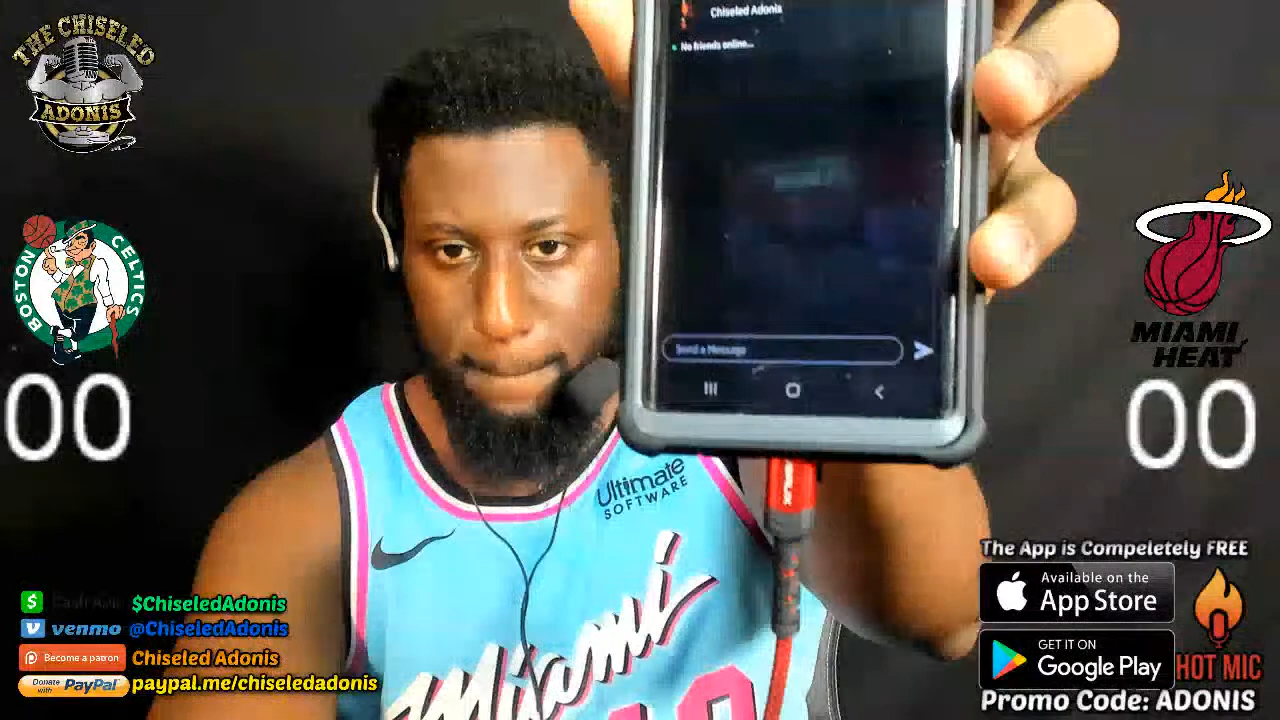 THE CHISELED
ADONIS
Chiseled Adonis
No friends online...
BOSTON CELTICS
MIAMI
HEAT
Send a Message
00
00
Ultimate
SOFTWARE
Miami
The App is Compeletely FREE
Available on the
App Store
GET IT ON
Google Play
HOT MIC
Promo Code: ADONIS
$ Cash App $ChiseledAdonis
venmo @ChiseledAdonis
Become a patron Chiseled Adonis
Donate with PayPal paypal.me/chiseledadonis